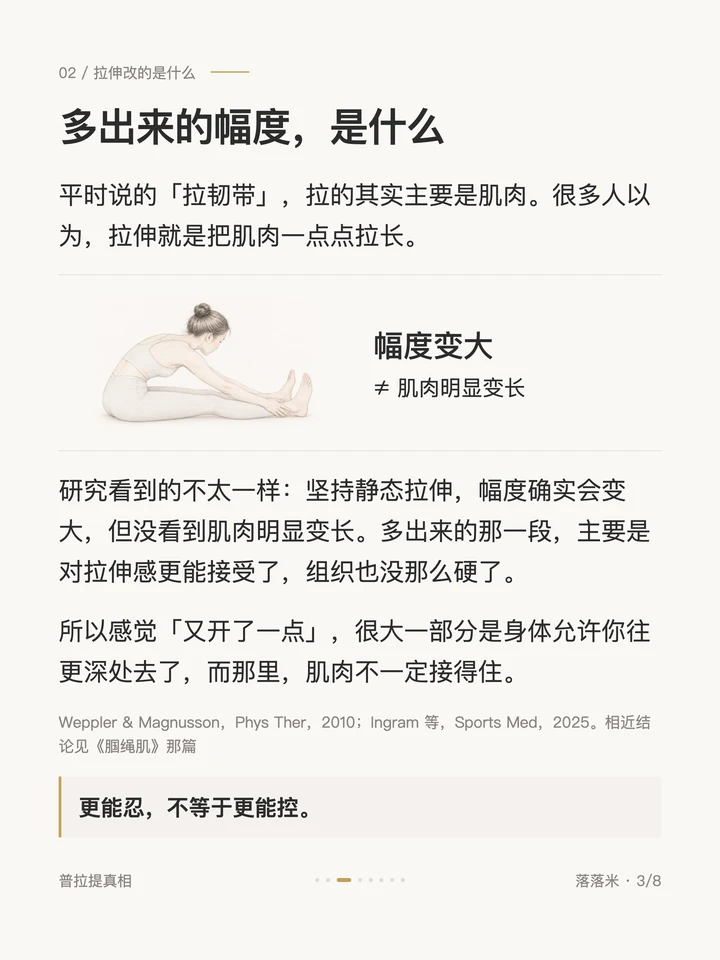 02 / 拉伸改的是什么
多出来的幅度，是什么
平时说的「拉韧带」，拉的其实主要是肌肉。很多人以
为，拉伸就是把肌肉一点点拉长。
幅度变大
≠ 肌肉明显变长
研究看到的不太一样：坚持静态拉伸，幅度确实会变
大，但没看到肌肉明显变长。多出来的那一段，主要是
对拉伸感更能接受了，组织也没那么硬了。
所以感觉「又开了一点」，很大一部分是身体允许你往
更深处去了，而那里，肌肉不一定接得住。
Weppler & Magnusson，Phys Ther，2010；Ingram 等，Sports Med，2025。相近结
论见《腘绳肌》那篇
更能忍，不等于更能控。
普拉提真相
落落米 · 3/8